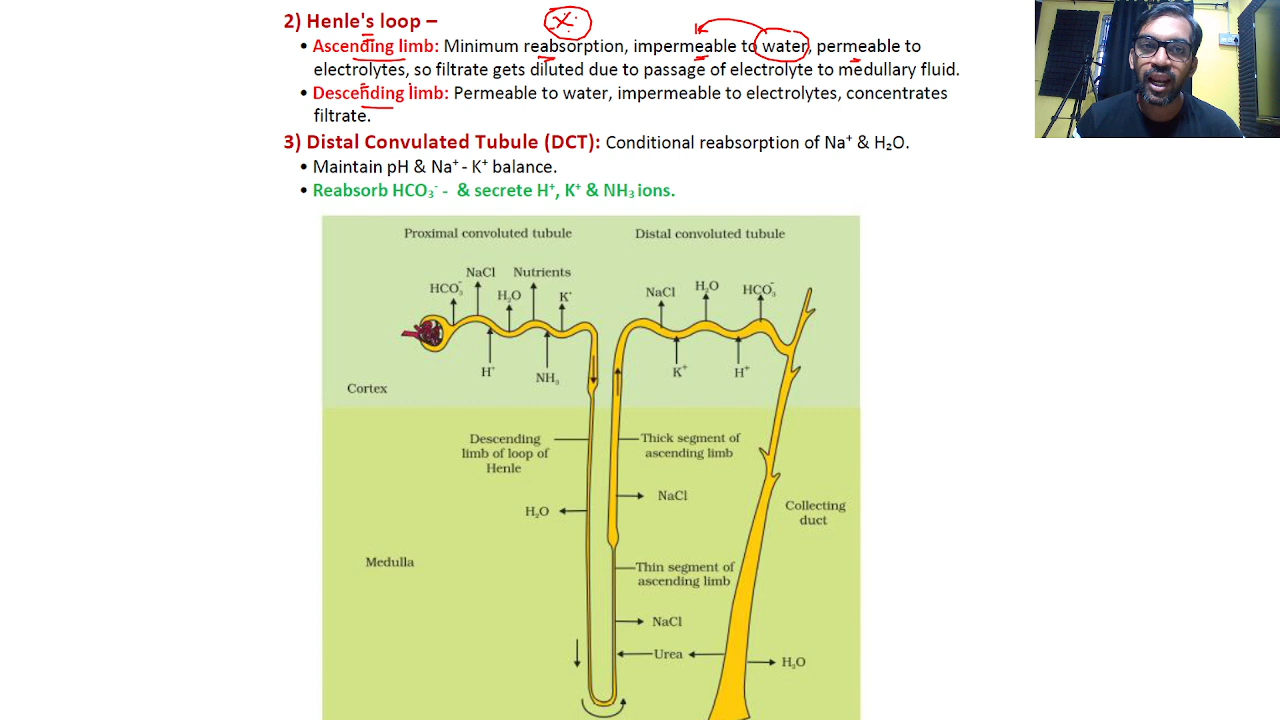 2) Henle's loop –
• Ascending limb: Minimum reabsorption, impermeable to water, permeable to
electrolytes, so filtrate gets diluted due to passage of electrolyte to medullary fluid.
• Descending limb: Permeable to water, impermeable to electrolytes, concentrates
filtrate.
3) Distal Convulated Tubule (DCT): Conditional reabsorption of Na⁺ & H₂O.
• Maintain pH & Na⁺ - K⁺ balance.
• Reabsorb HCO₃⁻ - & secrete H⁺, K⁺ & NH₃ ions.
Proximal convoluted tubule
Distal convoluted tubule
NaCl Nutrients
HCO₃⁻
H₂O
K⁺
NaCl
H₂O
HCO₃⁻
H⁺
NH₃
K⁺
H⁺
Cortex
Descending
limb of loop of
Henle
Thick segment of
ascending limb
NaCl
H₂O
Collecting
duct
Medulla
Thin segment of
ascending limb
NaCl
Urea
H₂O